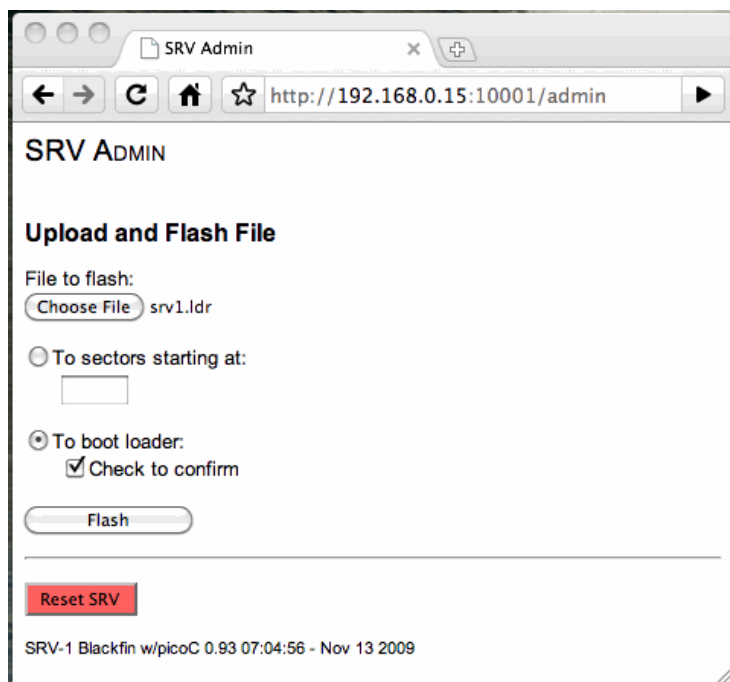 SRV Admin
http://192.168.0.15:10001/admin
SRV ADMIN
Upload and Flash File
File to flash:
Choose File srv1.ldr
To sectors starting at:
To boot loader:
Check to confirm
Flash
Reset SRV
SRV-1 Blackfin w/picoC 0.93 07:04:56 - Nov 13 2009